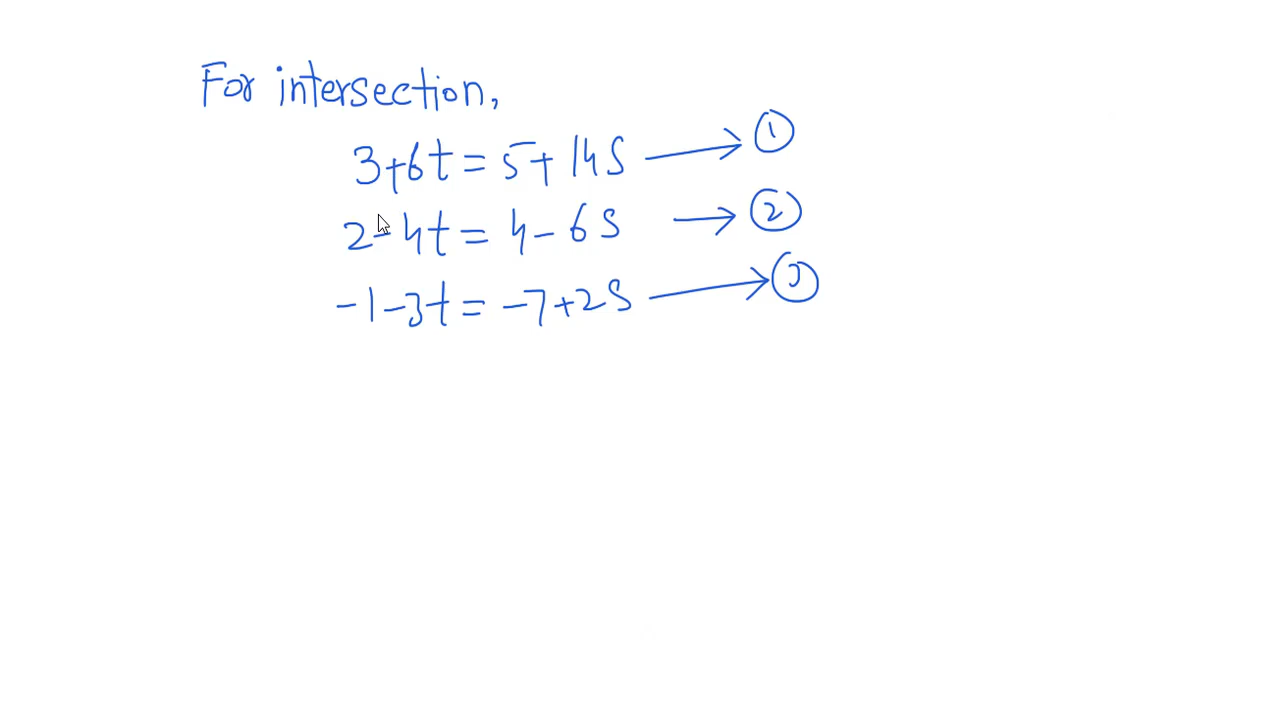 For intersection,
3+6t = 5+14s → ①
2-4t = 4-6s → ②
-1-3t = -7+2s → ③